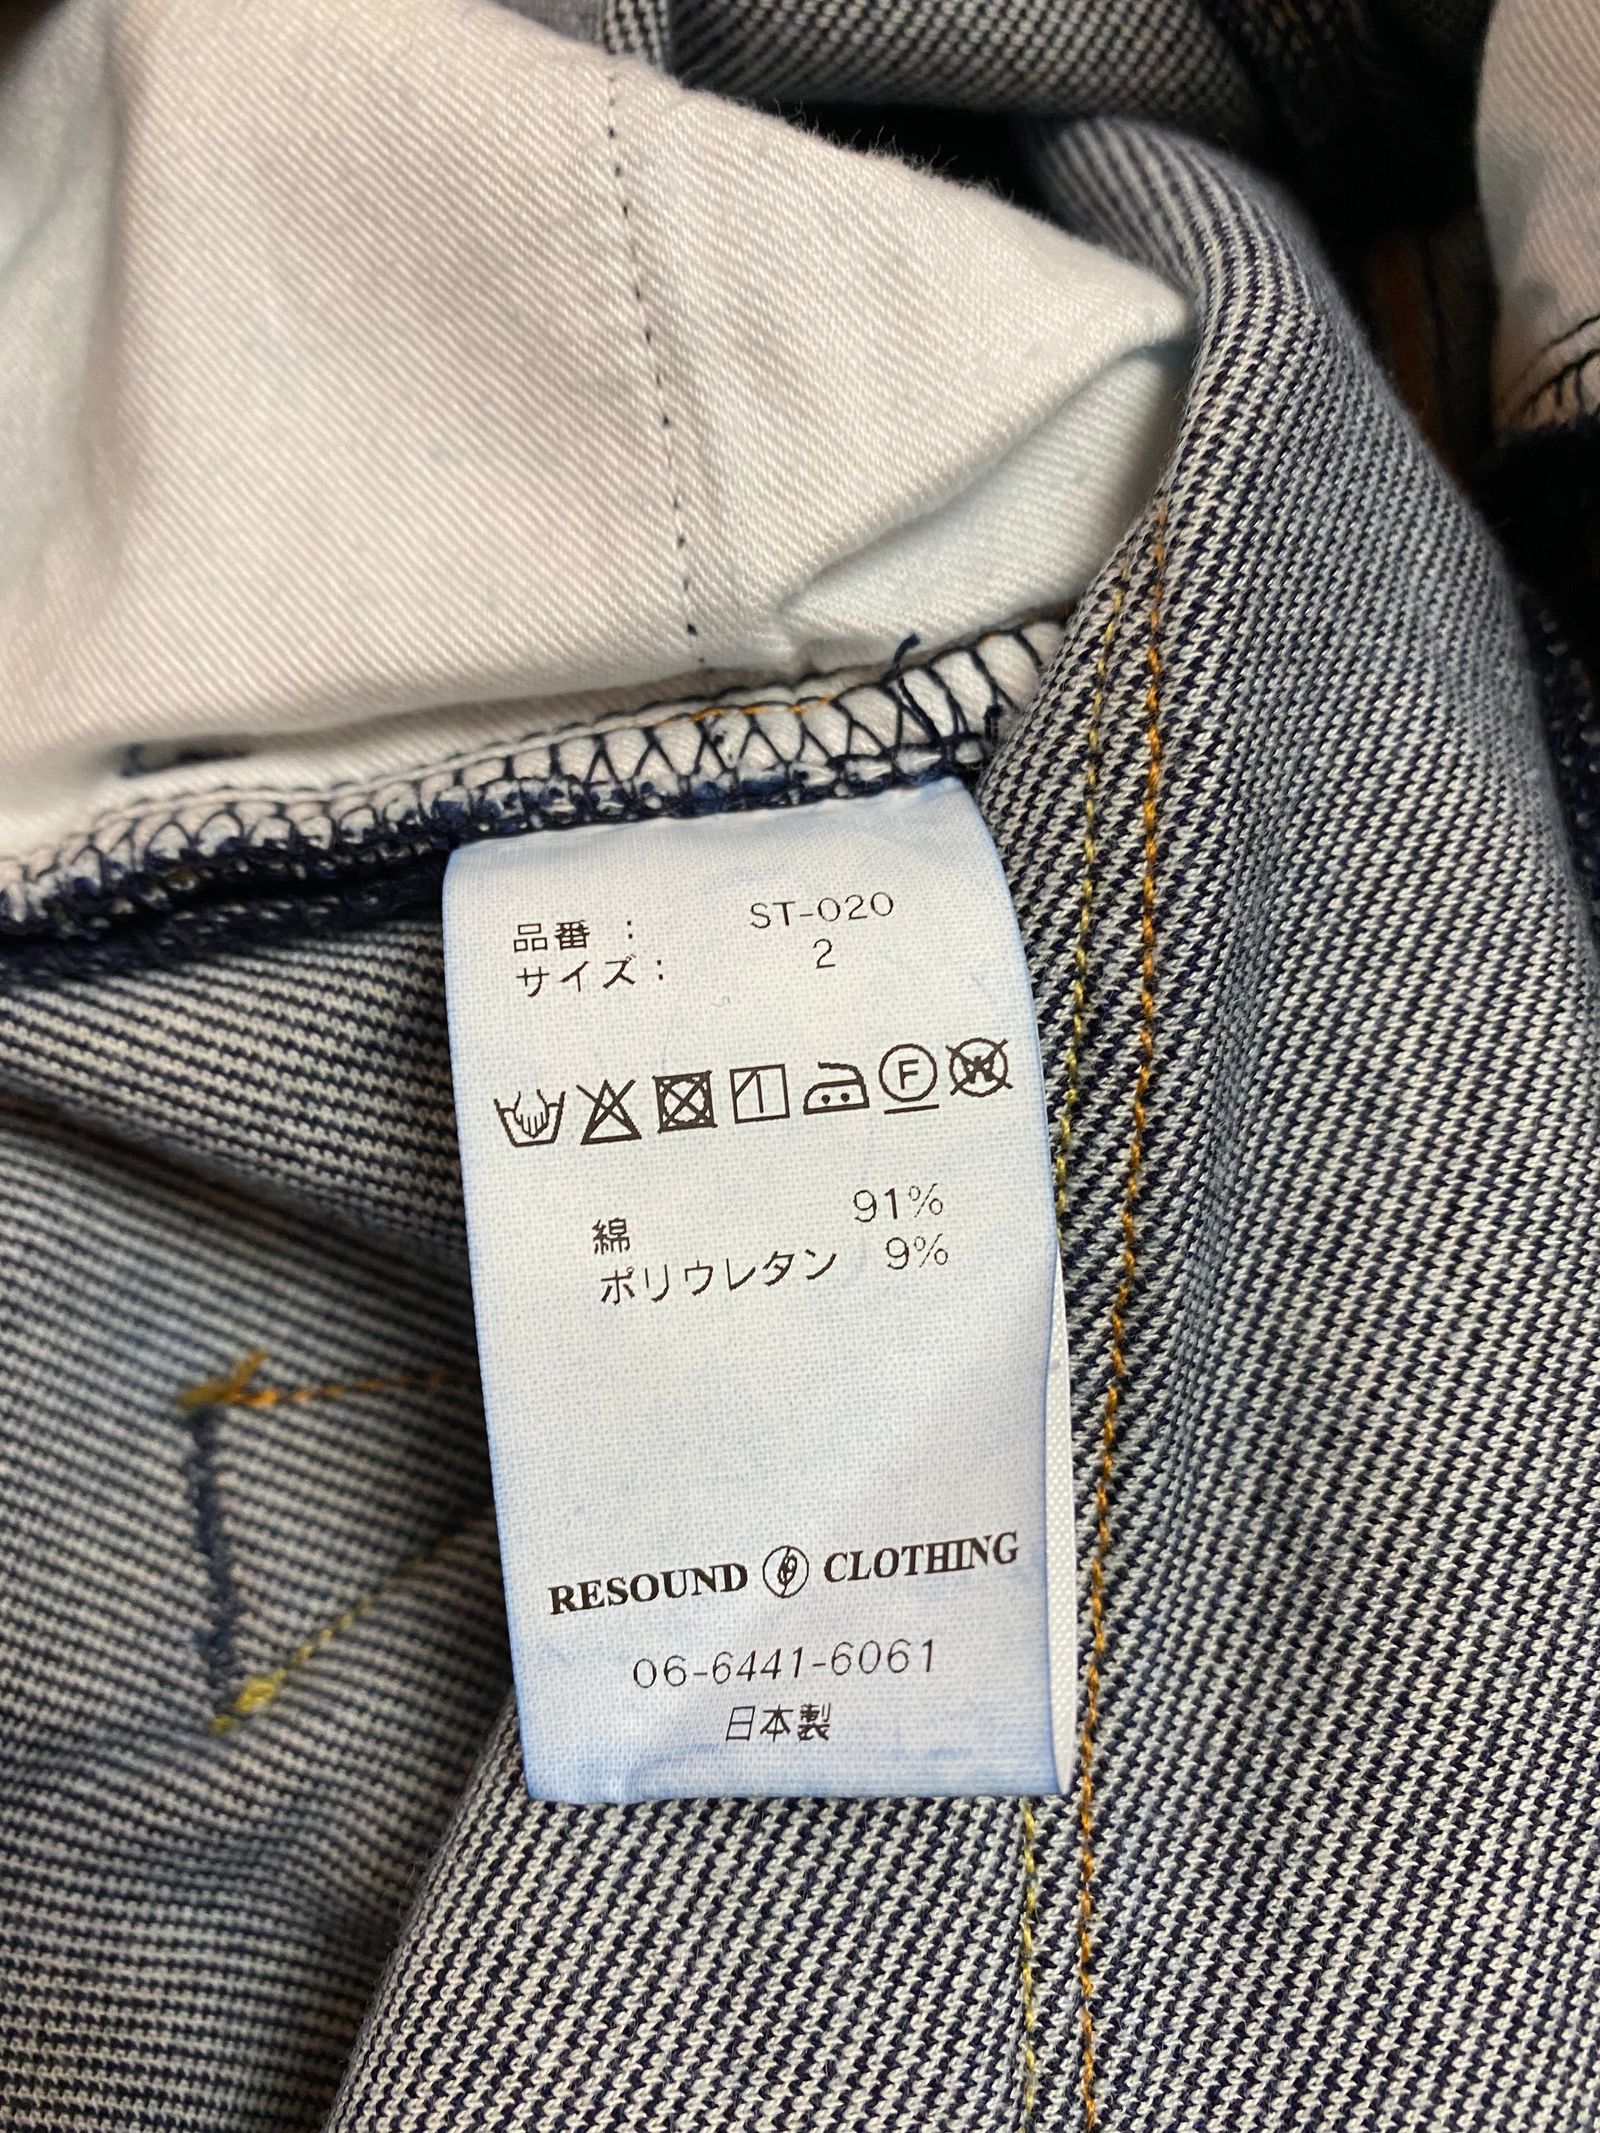 品番 : ST-020
サイズ: 2
綿 91%
ポリウレタン 9%
RESOUND CLOTHING
06-6441-6061
日本製